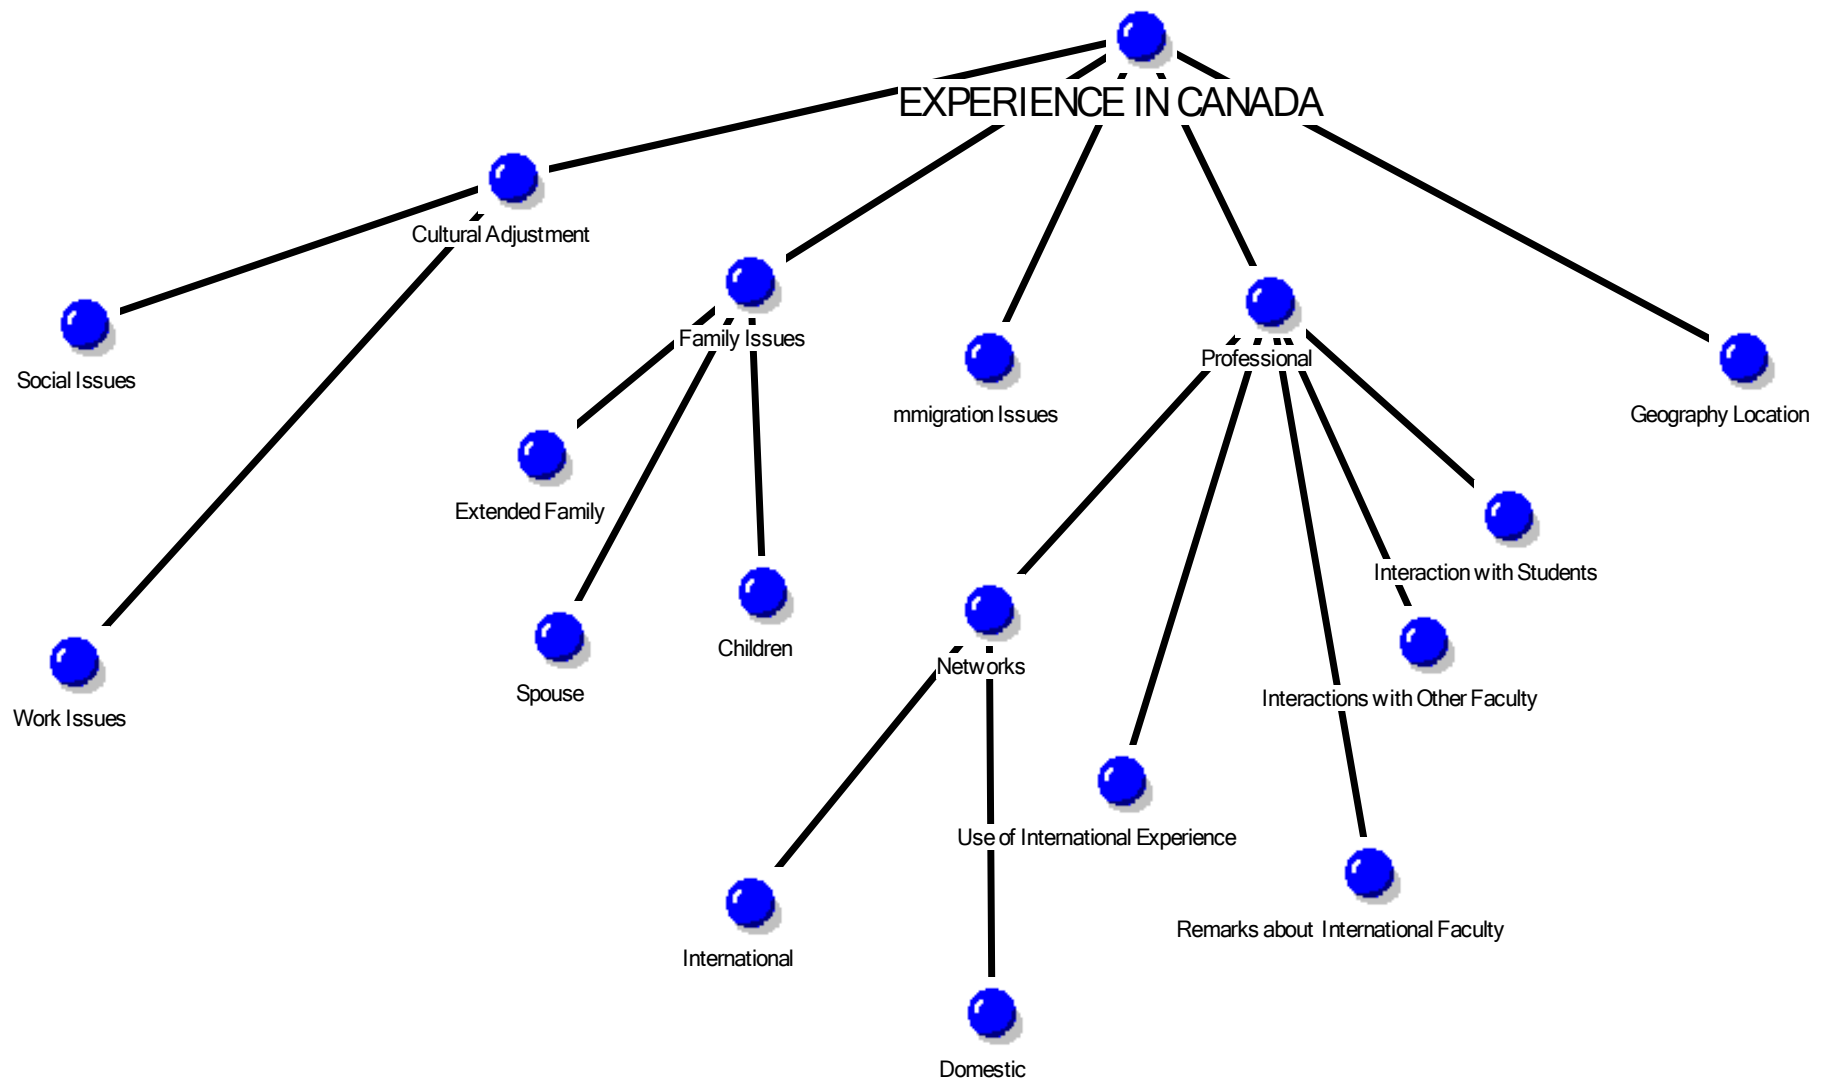 EXPERIENCE IN CANADA
Cultural Adjustment
Family Issues
Professional
Social Issues
mmigration Issues
Geography Location
Extended Family
Interaction with Students
Children
Networks
Spouse
Interactions with Other Faculty
Work Issues
Use of International Experience
Remarks about International Faculty
International
Domestic